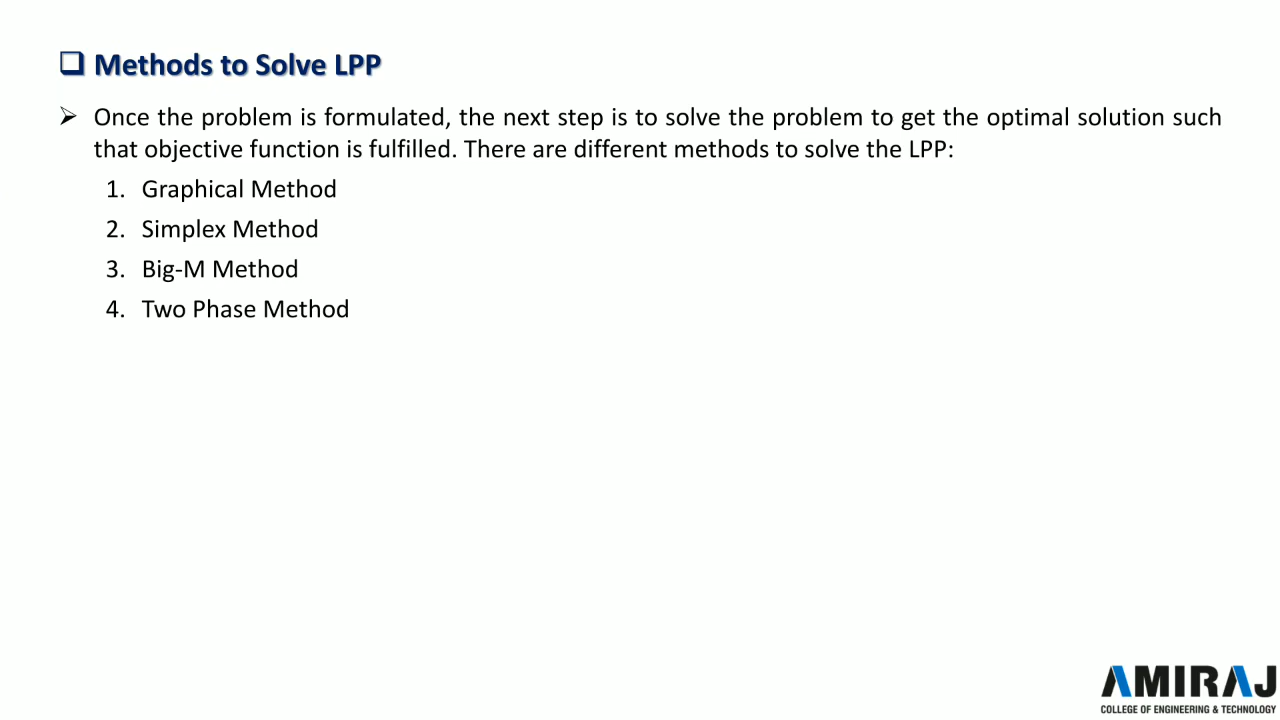 Methods to Solve LPP
Once the problem is formulated, the next step is to solve the problem to get the optimal solution such
that objective function is fulfilled. There are different methods to solve the LPP:
1. Graphical Method
2. Simplex Method
3. Big-M Method
4. Two Phase Method
AMIRAJ
COLLEGE OF ENGINEERING & TECHNOLOGY